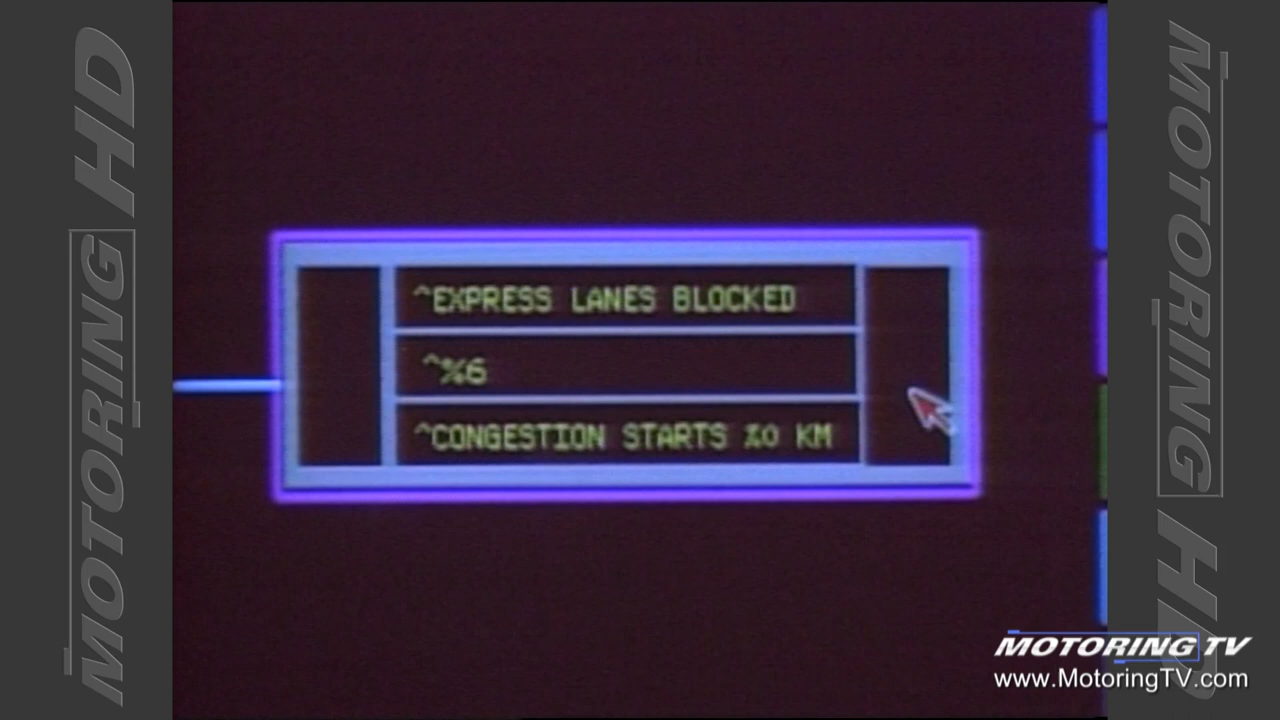 MOTORING HD
^EXPRESS LANES BLOCKED
^%6
^CONGESTION STARTS %0 KM
MOTORING HD
MOTORING TV
www.MotoringTV.com